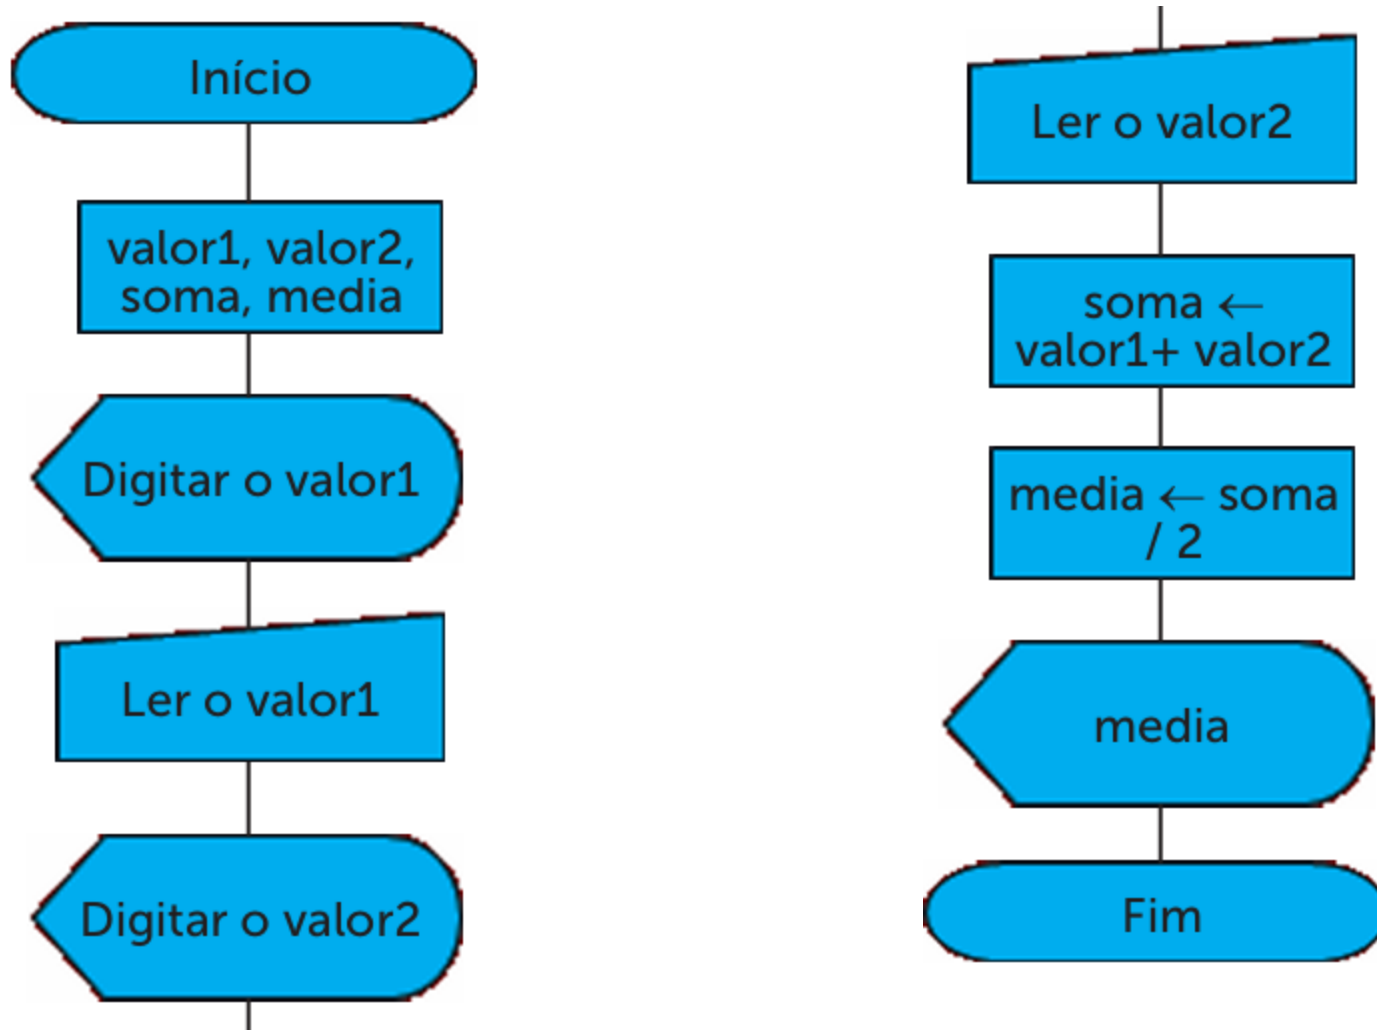 Início
valor1, valor2,
soma, media
Digitar o valor1
Ler o valor1
Digitar o valor2
Ler o valor2
soma ←
valor1+ valor2
media ← soma
/ 2
media
Fim